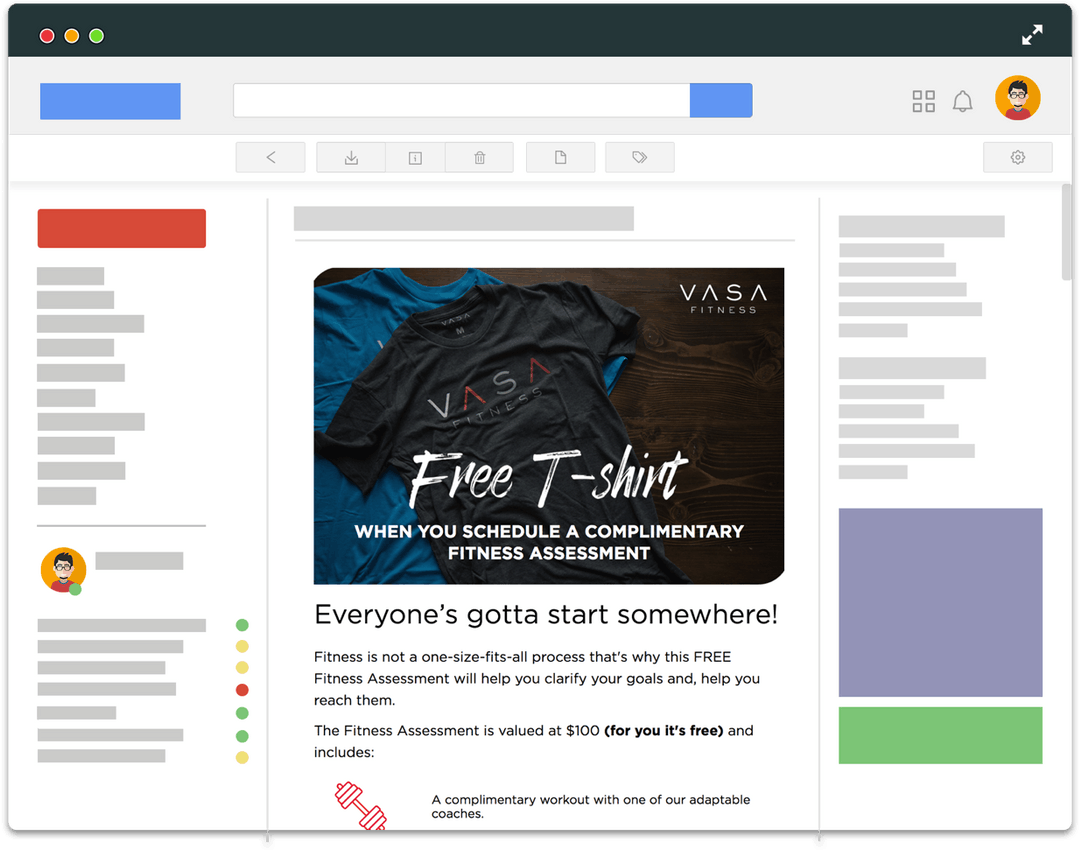 VASA
FITNESS
VASA
M
VASA
FITNESS
Free T-shirt
WHEN YOU SCHEDULE A COMPLIMENTARY
FITNESS ASSESSMENT
Everyone’s gotta start somewhere!
Fitness is not a one-size-fits-all process that's why this FREE
Fitness Assessment will help you clarify your goals and, help you
reach them.
The Fitness Assessment is valued at $100 (for you it's free) and
includes:
A complimentary workout with one of our adaptable
coaches.